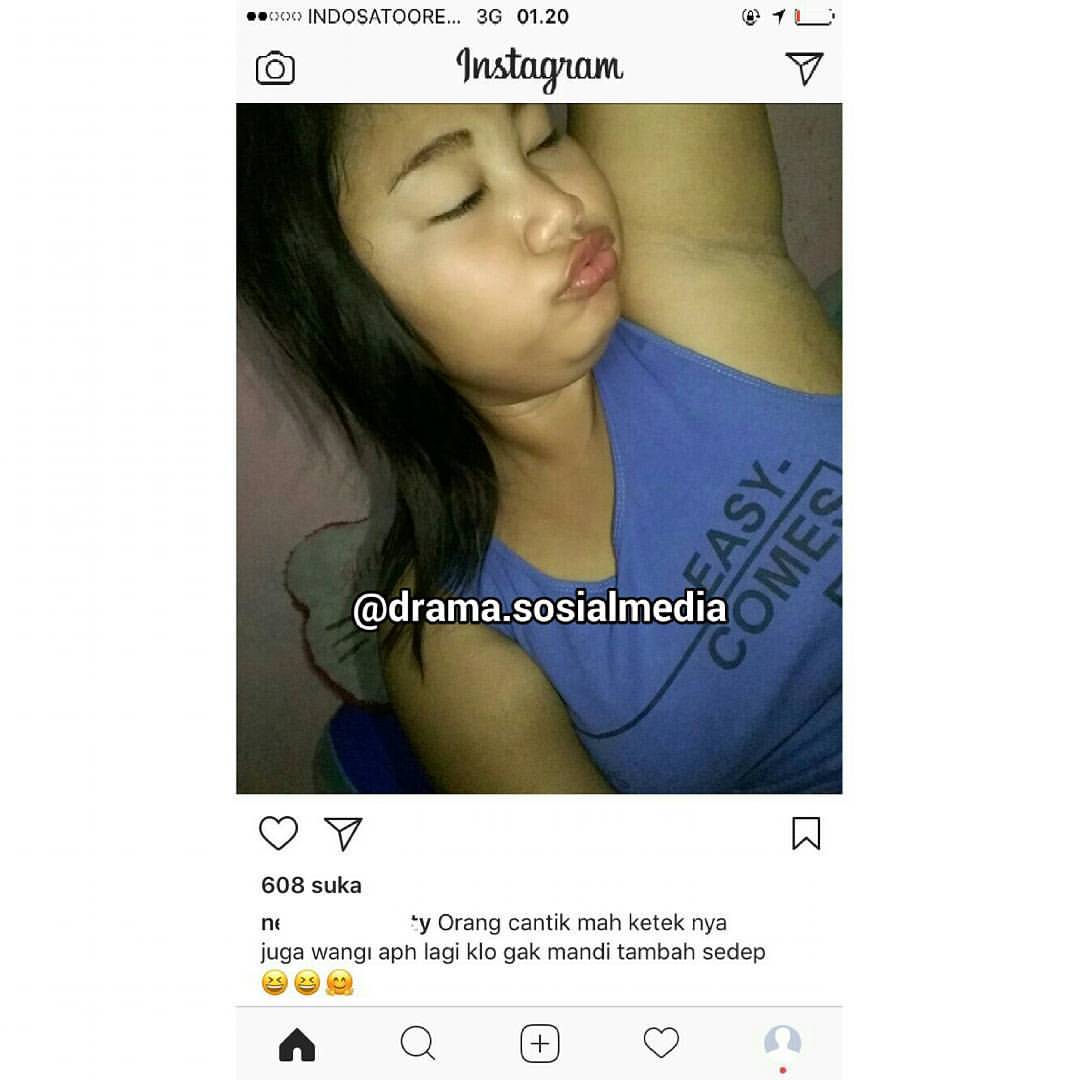 INDOSATOORE... 3G 01.20
Instagram
EASY-
COMES
@drama.sosialmedia
608 suka
ty Orang cantik mah ketek nya
juga wangi aph lagi klo gak mandi tambah sedep
😆😆🤗